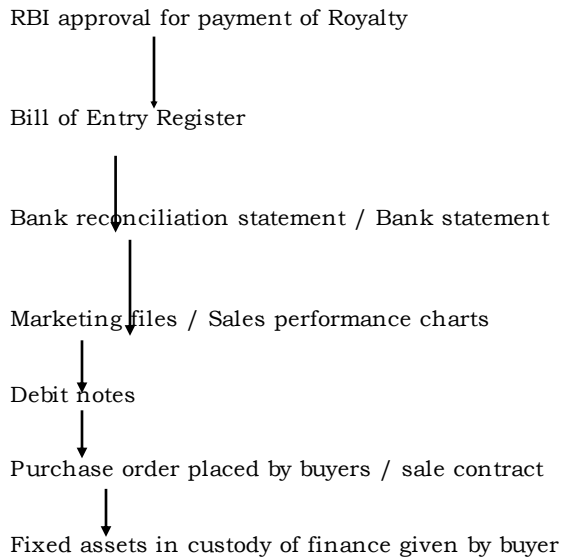 RBI approval for payment of Royalty
Bill of Entry Register
Bank reconciliation statement / Bank statement
Marketing files / Sales performance charts
Debit notes
Purchase order placed by buyers / sale contract
Fixed assets in custody of finance given by buyer